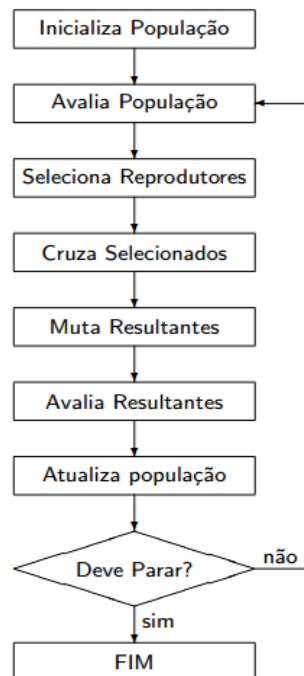 Inicializa População
Avalia População
Seleciona Reprodutores
Cruza Selecionados
Muta Resultantes
Avalia Resultantes
Atualiza população
Deve Parar?
não
sim
FIM